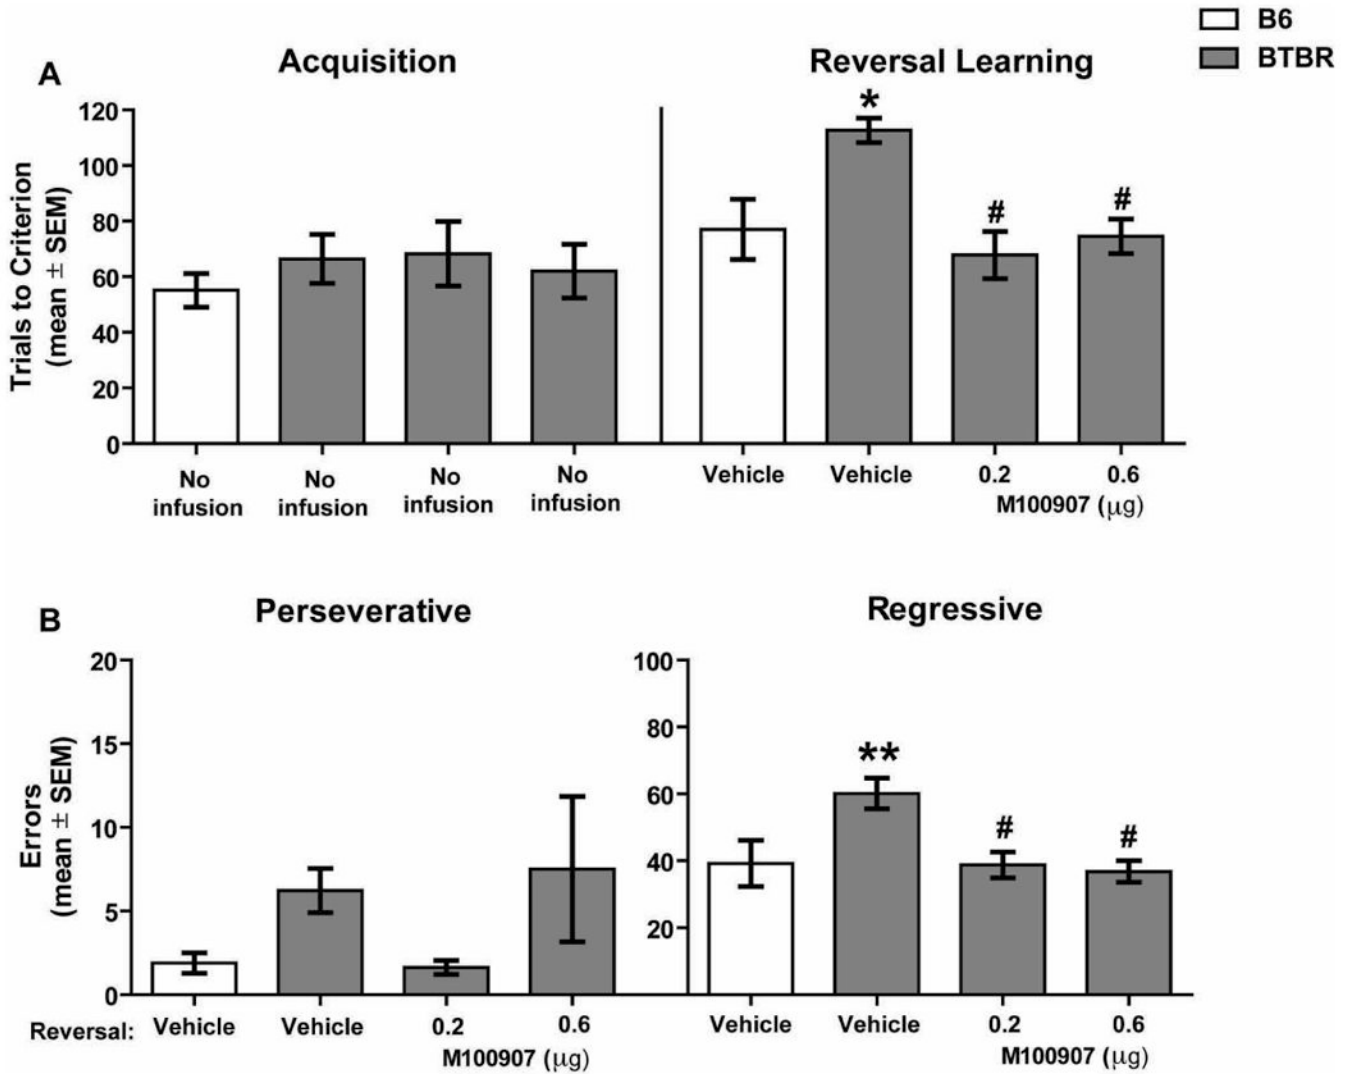 B6
BTBR
A
Acquisition
Reversal Learning
Trials to Criterion
(mean ± SEM)
120
100
80
60
40
20
0
*
#
#
No
infusion
No
infusion
No
infusion
No
infusion
Vehicle
Vehicle
0.2
0.6
M100907 (μg)
B
Perseverative
Regressive
Errors
(mean ± SEM)
20
15
10
5
0
100
80
60
40
20
**
#
#
Reversal: Vehicle Vehicle 0.2 0.6
M100907 (μg)
Vehicle Vehicle 0.2 0.6
M100907 (μg)